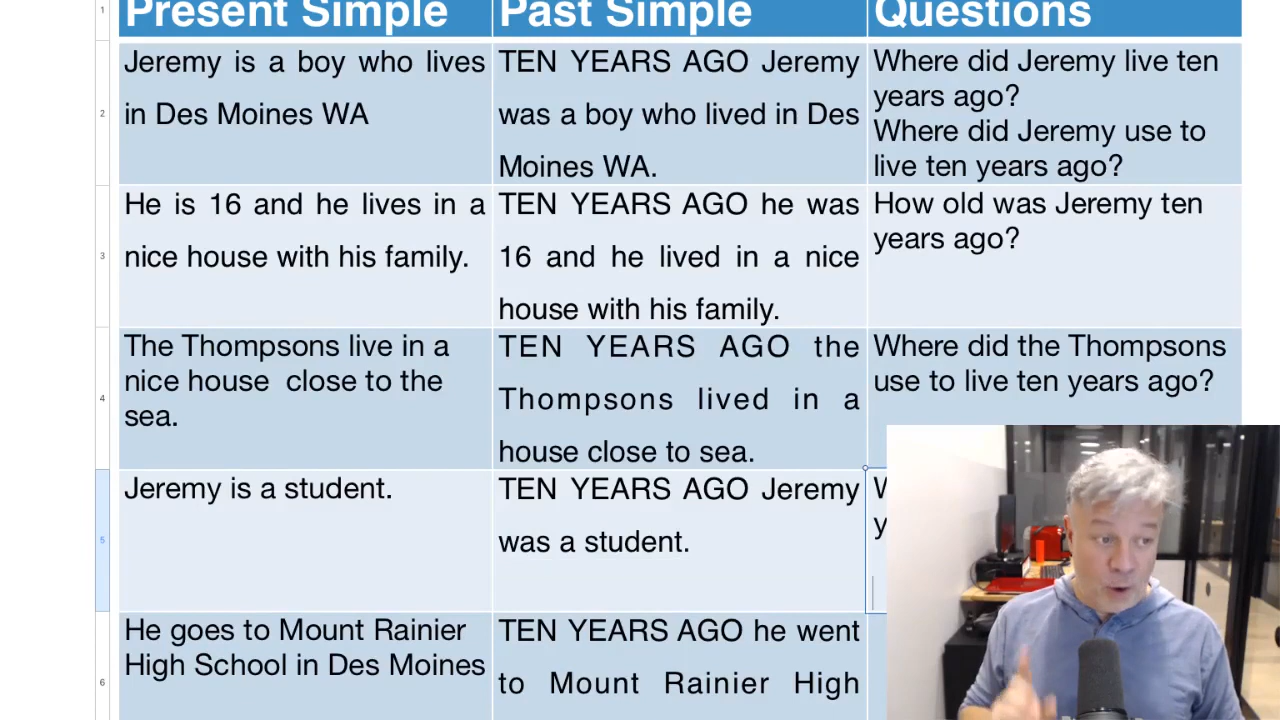 1
Present Simple
Past Simple
Questions
2
Jeremy is a boy who lives
in Des Moines WA
TEN YEARS AGO Jeremy
was a boy who lived in Des
Moines WA.
Where did Jeremy live ten
years ago?
Where did Jeremy use to
live ten years ago?
3
He is 16 and he lives in a
nice house with his family.
TEN YEARS AGO he was
16 and he lived in a nice
house with his family.
How old was Jeremy ten
years ago?
4
The Thompsons live in a
nice house close to the
sea.
TEN YEARS AGO the
Thompsons lived in a
house close to sea.
Where did the Thompsons
use to live ten years ago?
5
Jeremy is a student.
TEN YEARS AGO Jeremy
was a student.
6
He goes to Mount Rainier
High School in Des Moines
TEN YEARS AGO he went
to Mount Rainier High